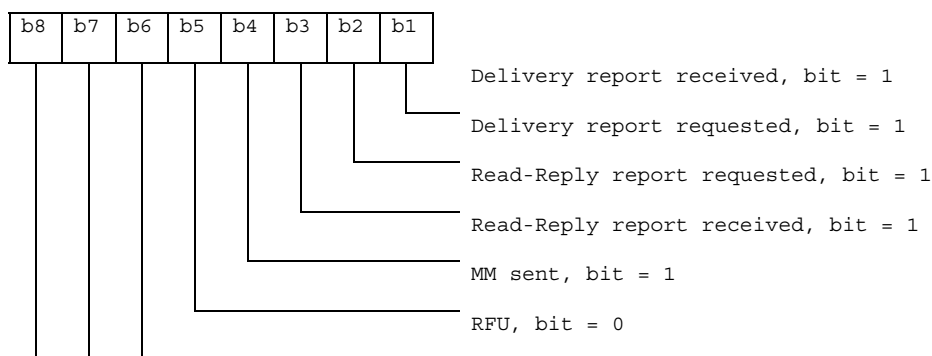 b8 b7 b6 b5 b4 b3 b2 b1
Delivery report received, bit = 1
Delivery report requested, bit = 1
Read-Reply report requested, bit = 1
Read-Reply report received, bit = 1
MM sent, bit = 1
RFU, bit = 0